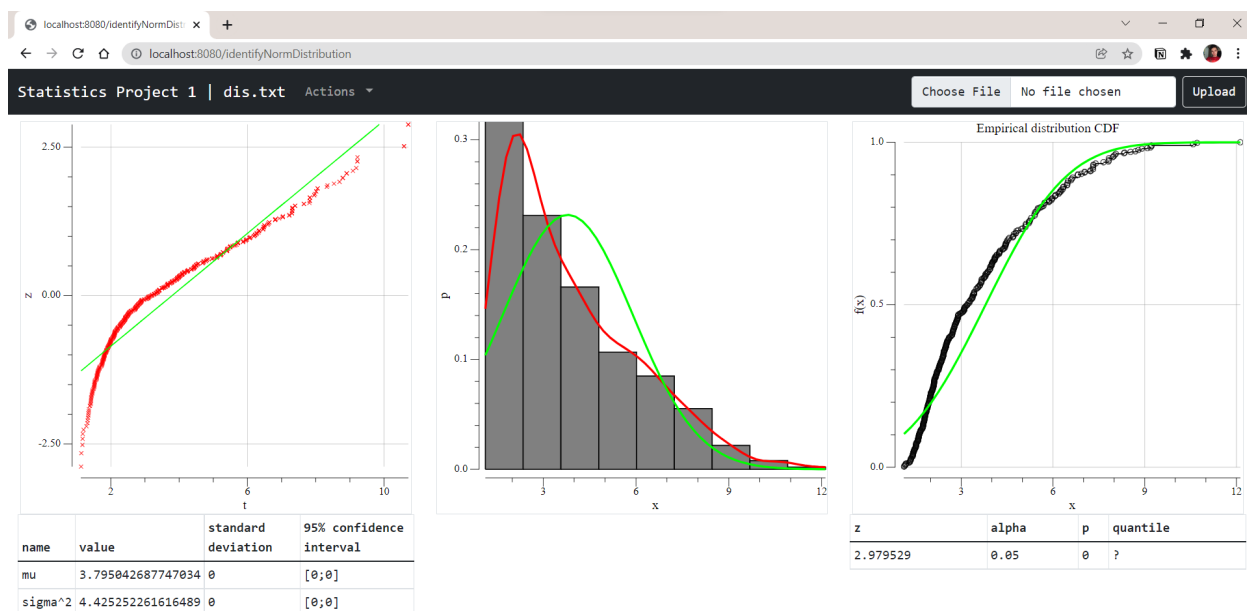 localhost:8080/identifyNormDistr
localhost:8080/identifyNormDistribution
Statistics Project 1 | dis.txt Actions Choose File No file chosen Upload
2.50
0.00
-2.50
z
2 6 10
t
0.3
0.2
0.1
0.0
p
3 6 9 12
x
Empirical distribution CDF
1.0
0.5
0.0
f(x)
3 6 9 12
x
name value standard deviation 95% confidence interval
mu 3.795042687747034 0 [0;0]
sigma^2 4.425252261616489 0 [0;0]
z alpha p quantile
2.979529 0.05 0 ?